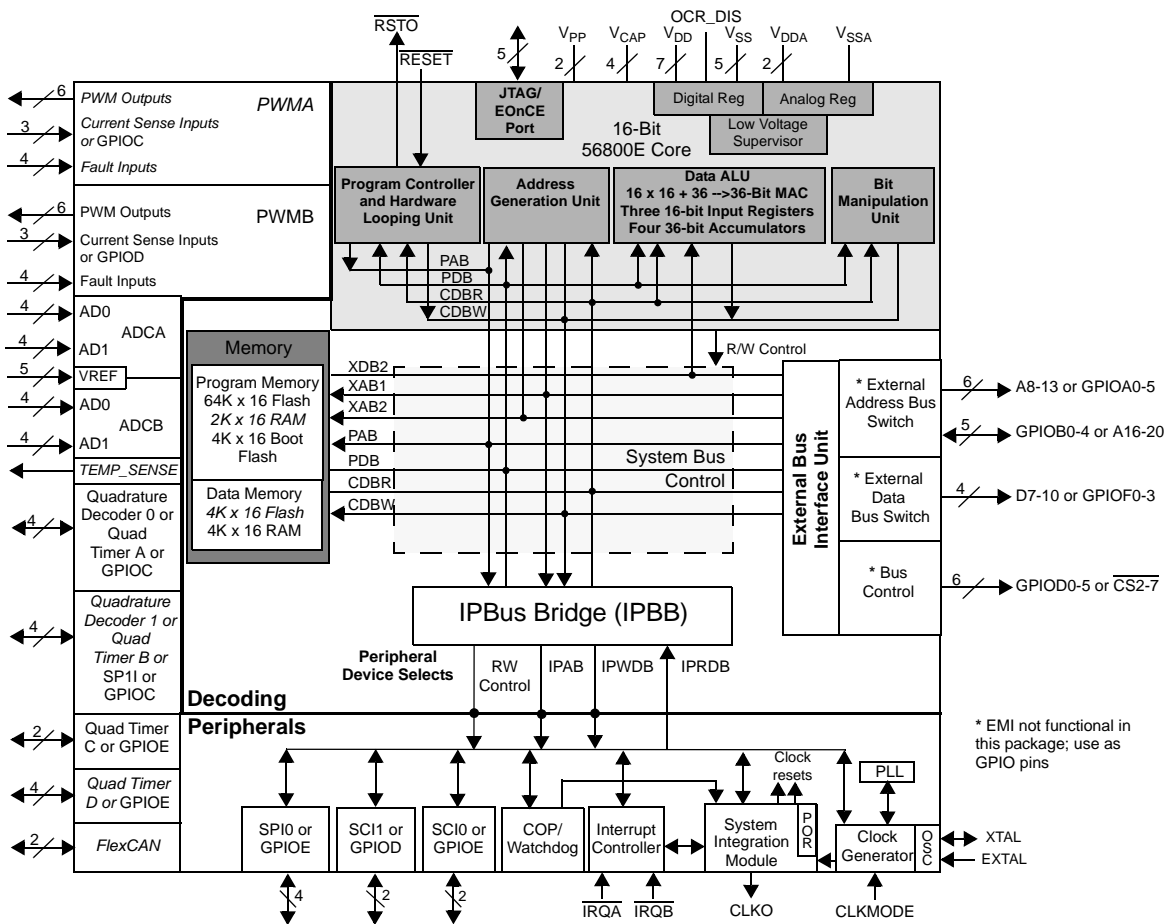 RSTO
RESET
5
VPP
2
VCAP
4
VDD
7
OCR_DIS
VSS
5
VDDA
2
VSSA
6
PWM Outputs
PWMA
3
Current Sense Inputs
or GPIOC
4
Fault Inputs
6
PWM Outputs
PWMB
3
Current Sense Inputs
or GPIOD
4
Fault Inputs
4
AD0
ADCA
4
AD1
5
VREF
4
AD0
ADCB
4
AD1
TEMP_SENSE
4
Quadrature
Decoder 0 or
Quad
Timer A or
GPIOC
4
Quadrature
Decoder 1 or
Quad
Timer B or
SP1I or
GPIOC
2
Quad Timer
C or GPIOE
4
Quad Timer
D or GPIOE
2
FlexCAN
JTAG/
EOnCE
Port
Digital Reg
Analog Reg
Low Voltage
Supervisor
16-Bit
56800E Core
Program Controller
and Hardware
Looping Unit
Address
Generation Unit
Data ALU
16 x 16 + 36 -->36-Bit MAC
Three 16-bit Input Registers
Four 36-bit Accumulators
Bit
Manipulation
Unit
PAB
PDB
CDBR
CDBW
Memory
Program Memory
64K x 16 Flash
2K x 16 RAM
4K x 16 Boot
Flash
Data Memory
4K x 16 Flash
4K x 16 RAM
XDB2
XAB1
XAB2
PAB
PDB
CDBR
CDBW
R/W Control
System Bus
Control
External Bus
Interface Unit
* External
Address Bus
Switch
* External
Data
Bus Switch
* Bus
Control
6
A8-13 or GPIOA0-5
5
GPIOB0-4 or A16-20
4
D7-10 or GPIOF0-3
6
GPIOD0-5 or CS2-7
IPBus Bridge (IPBB)
Peripheral
Device Selects
RW
Control
IPAB
IPWDB
IPRDB
Decoding
Peripherals
* EMI not functional in
this package; use as
GPIO pins
SPI0 or
GPIOE
SCI1 or
GPIOD
SCI0 or
GPIOE
COP/
Watchdog
Interrupt
Controller
System
Integration
Module
POR
Clock
resets
PLL
Clock
Generator
OSC
XTAL
EXTAL
4
2
2
IRQA
IRQB
CLKO
CLKMODE